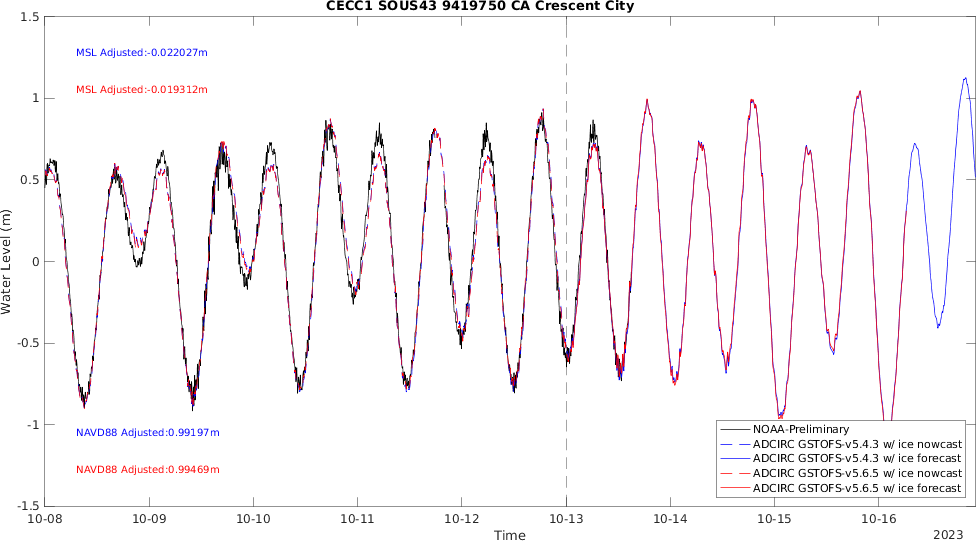 CECC1 SOUS43 9419750 CA Crescent City
1.5
MSL Adjusted:-0.022027m
1
MSL Adjusted:-0.019312m
0.5
Water Level (m)
0
-0.5
-1
NAVD88 Adjusted:0.99197m
NAVD88 Adjusted:0.99469m
-1.5
NOAA-Preliminary
ADCIRC GSTOFS-v5.4.3 w/ ice nowcast
ADCIRC GSTOFS-v5.4.3 w/ ice forecast
ADCIRC GSTOFS-v5.6.5 w/ ice nowcast
ADCIRC GSTOFS-v5.6.5 w/ ice forecast
10-08 10-09 10-10 10-11 10-12 10-13 10-14 10-15 10-16
Time
2023